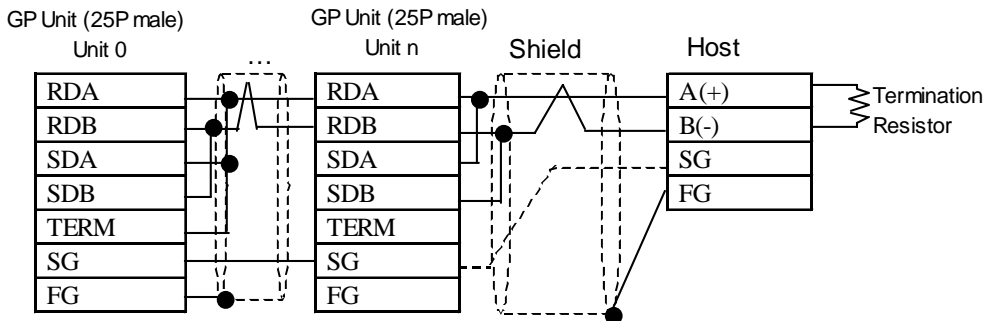 GP Unit (25P male)
Unit 0
...
GP Unit (25P male)
Unit n
Shield
Host
RDA
RDB
SDA
SDB
TERM
SG
FG
RDA
RDB
SDA
SDB
TERM
SG
FG
A(+)
B(-)
SG
FG
Termination
Resistor